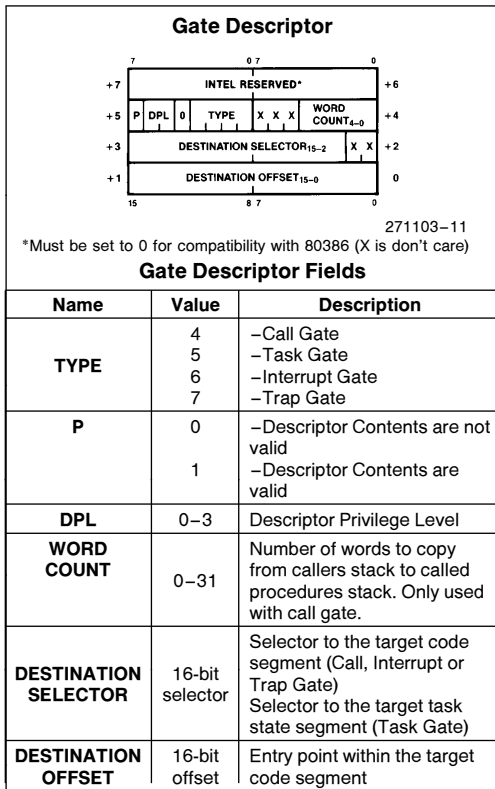 Gate Descriptor
7 0 7 0
+7 INTEL RESERVED* +6
+5 P DPL 0 TYPE X X X WORD COUNT4–0 +4
+3 DESTINATION SELECTOR15–2 X X +2
+1 DESTINATION OFFSET15–0 0
15 8 7 0
271103–11
*Must be set to 0 for compatibility with 80386 (X is don't care)
Gate Descriptor Fields
Name Value Description
TYPE
4 –Call Gate
5 –Task Gate
6 –Interrupt Gate
7 –Trap Gate
P 0 –Descriptor Contents are not
valid
1 –Descriptor Contents are
valid
DPL 0–3 Descriptor Privilege Level
WORD
COUNT
0–31
Number of words to copy
from callers stack to called
procedures stack. Only used
with call gate.
DESTINATION
SELECTOR
16-bit
selector
Selector to the target code
segment (Call, Interrupt or
Trap Gate)
Selector to the target task
state segment (Task Gate)
DESTINATION
OFFSET
16-bit
offset
Entry point within the target
code segment